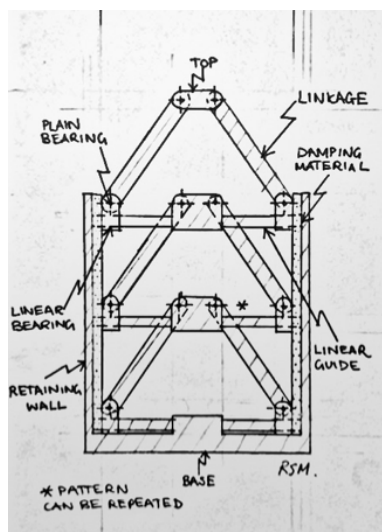 TOP
LINKAGE
PLAIN
BEARING
DAMPING
MATERIAL
*
LINEAR
BEARING
LINEAR
GUIDE
RETAINING
WALL
BASE
RSM.
* PATTERN
CAN BE REPEATED